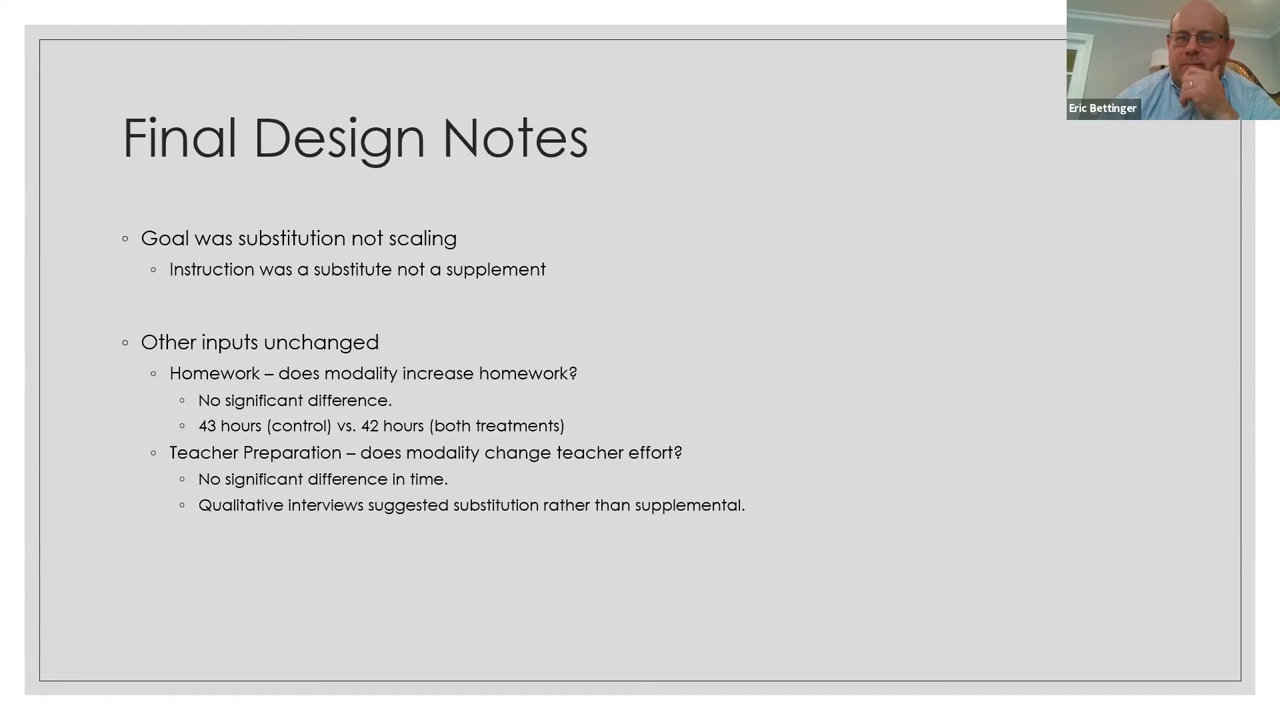 Eric Bettinger
Final Design Notes
◦ Goal was substitution not scaling
◦ Instruction was a substitute not a supplement
◦ Other inputs unchanged
◦ Homework – does modality increase homework?
◦ No significant difference.
◦ 43 hours (control) vs. 42 hours (both treatments)
◦ Teacher Preparation – does modality change teacher effort?
◦ No significant difference in time.
◦ Qualitative interviews suggested substitution rather than supplemental.